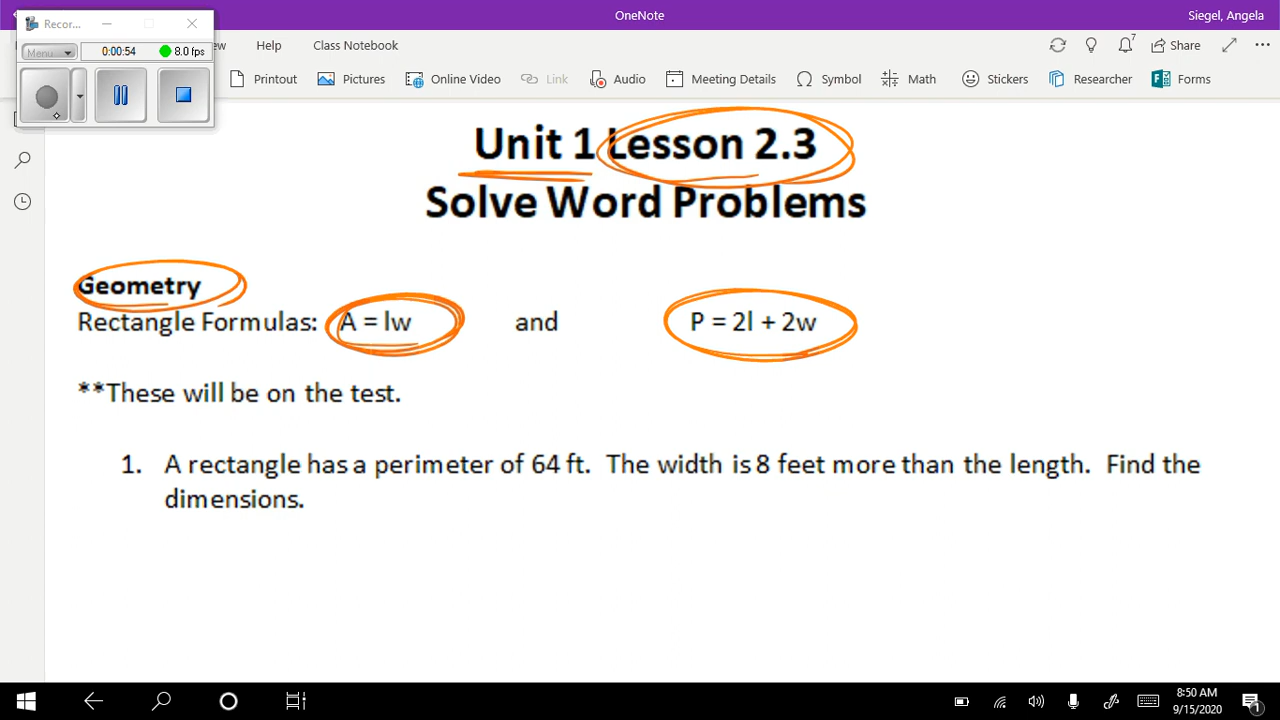 OneNote
Siegel, Angela
Recor...
Menu
0:00:54
8.0 fps
Help
Class Notebook
7
Share
Printout
Pictures
Online Video
Link
Audio
Meeting Details
Symbol
Math
Stickers
Researcher
Forms
Unit 1 Lesson 2.3
Solve Word Problems
Geometry
Rectangle Formulas: A = lw and P = 2l + 2w
**These will be on the test.
1. A rectangle has a perimeter of 64 ft. The width is 8 feet more than the length. Find the
dimensions.
8:50 AM
9/15/2020
1